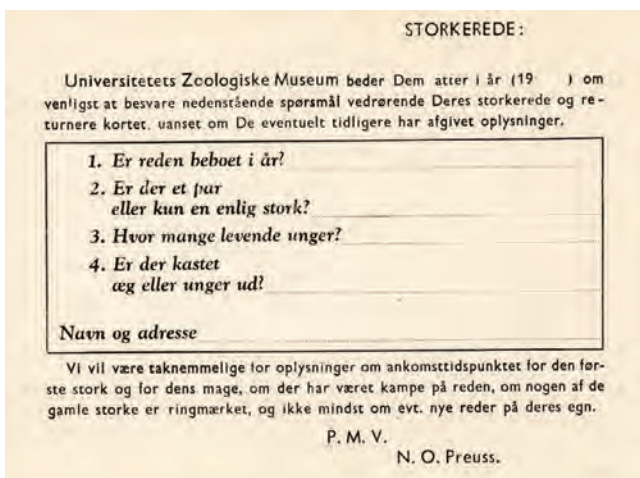 STORKEREDE:
Universitetets Zoologiske Museum beder Dem atter i år (19 ) om
venligst at besvare nedenstående spørsmål vedrørende Deres storkerede og re-
turnere kortet, uanset om De eventuelt tidligere har afgivet oplysninger.
1. Er reden beboet i år?
2. Er der et par
eller kun en enlig stork?
3. Hvor mange levende unger?
4. Er der kastet
æg eller unger ud?
Navn og adresse
Vi vil være taknemmelige for oplysninger om ankomsttidspunktet for den før-
ste stork og for dens mage, om der har været kampe på reden, om nogen af de
gamle storke er ringmærket, og ikke mindst om evt. nye reder på deres egn.
P. M. V.
N. O. Preuss.